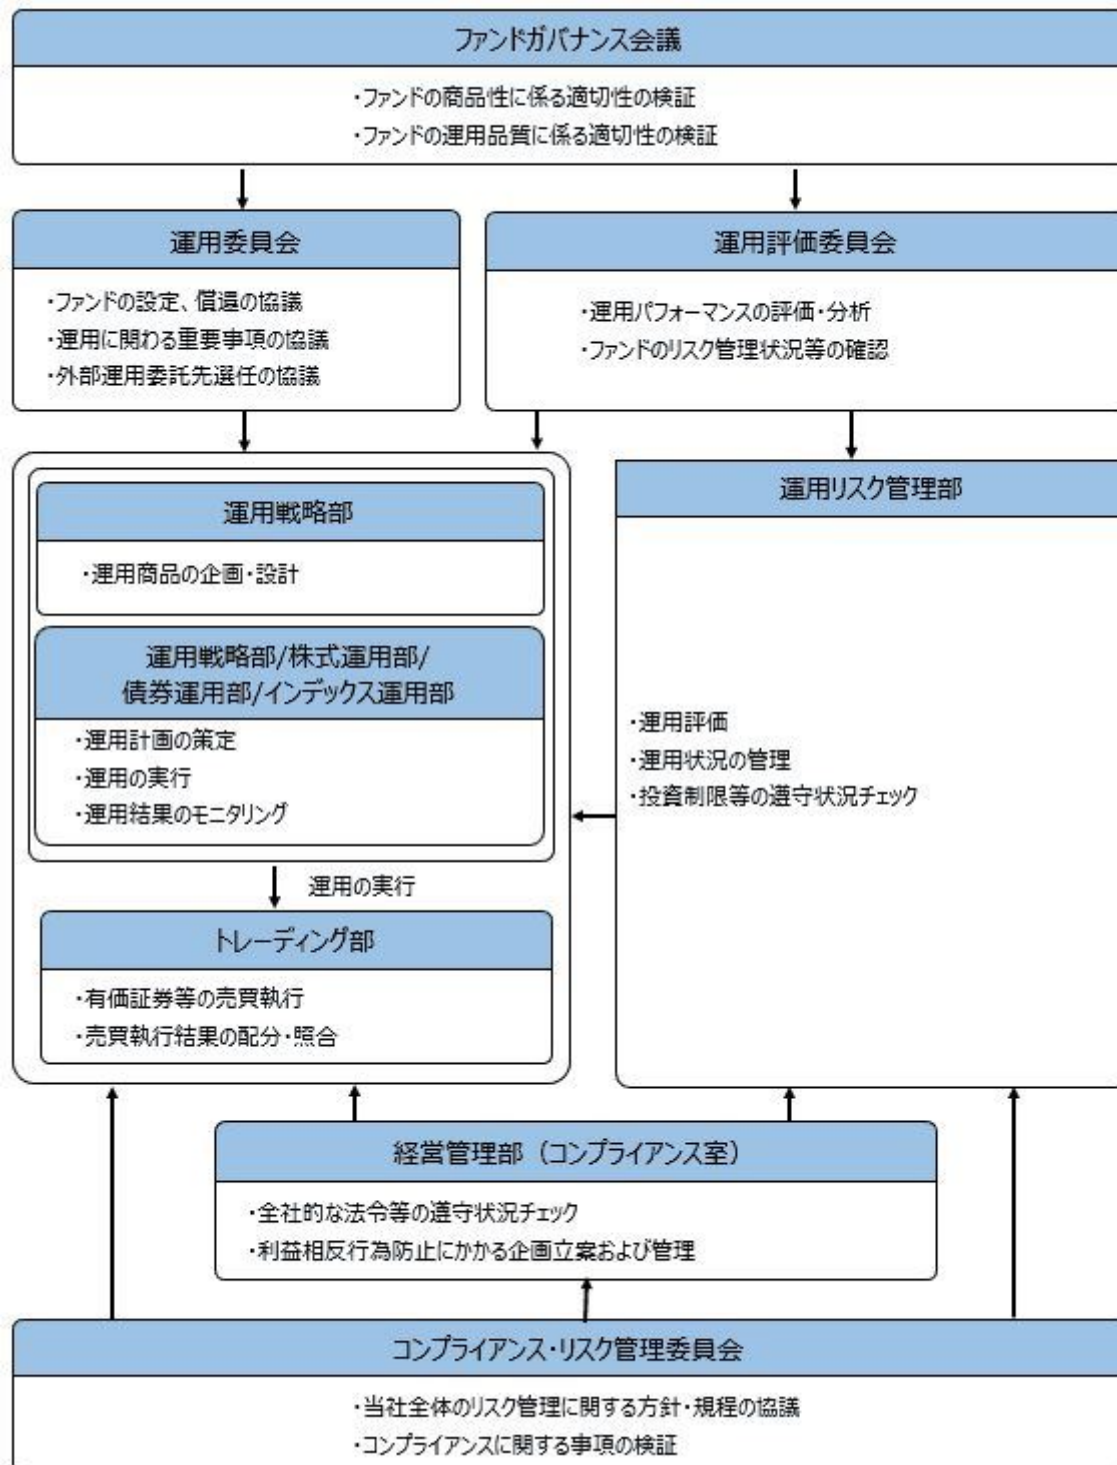 ファンドガバナンス会議
・ファンドの商品性に係る適切性の検証
・ファンドの運用品質に係る適切性の検証
運用委員会
・ファンドの設定、償還の協議
・運用に関わる重要事項の協議
・外部運用委託先選任の協議
運用評価委員会
・運用パフォーマンスの評価・分析
・ファンドのリスク管理状況等の確認
運用戦略部
・運用商品の企画・設計
運用戦略部/株式運用部/
債券運用部/インデックス運用部
・運用計画の策定
・運用の実行
・運用結果のモニタリング
運用の実行
トレーディング部
・有価証券等の売買執行
・売買執行結果の配分・照合
運用リスク管理部
・運用評価
・運用状況の管理
・投資制限等の遵守状況チェック
経営管理部（コンプライアンス室）
・全社的な法令等の遵守状況チェック
・利益相反行為防止にかかる企画立案および管理
コンプライアンス・リスク管理委員会
・当社全体のリスク管理に関する方針・規程の協議
・コンプライアンスに関する事項の検証